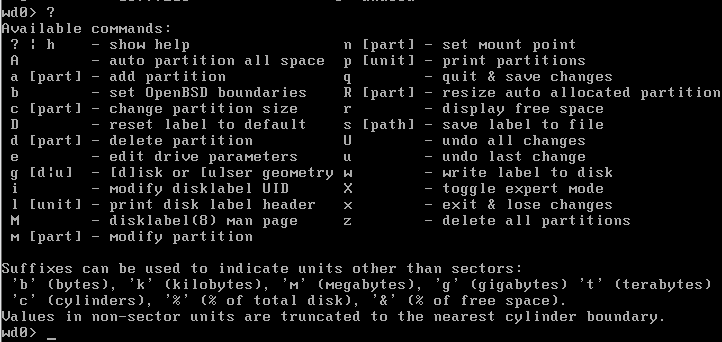 wd0> ?
Available commands:
? ¦ h - show help n [part] - set mount point
A - auto partition all space p [unit] - print partitions
a [part] - add partition q - quit & save changes
b - set OpenBSD boundaries R [part] - resize auto allocated partition
c [part] - change partition size r - display free space
D - reset label to default s [path] - save label to file
d [part] - delete partition U - undo all changes
e - edit drive parameters u - undo last change
g [d¦u] - [d]isk or [u]ser geometry w - write label to disk
i - modify disklabel UID X - toggle expert mode
l [unit] - print disk label header x - exit & lose changes
M - disklabel(8) man page z - delete all partitions
m [part] - modify partition
Suffixes can be used to indicate units other than sectors:
'b' (bytes), 'k' (kilobytes), 'm' (megabytes), 'g' (gigabytes) 't' (terabytes)
'c' (cylinders), '%' (% of total disk), '&' (% of free space).
Values in non-sector units are truncated to the nearest cylinder boundary.
wd0> _